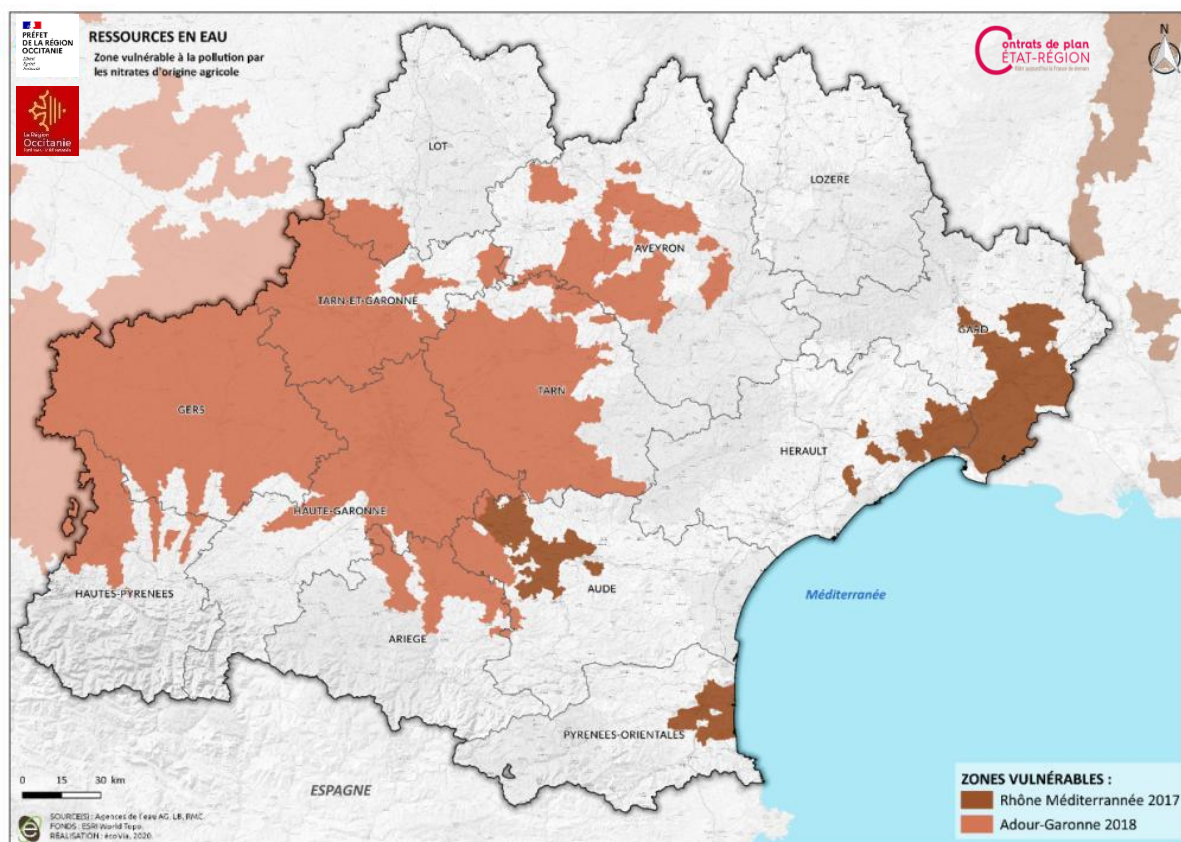 PRÉFET
DE LA RÉGION
OCCITANIE
RESSOURCES EN EAU
Zone vulnérable à la pollution par
les nitrates d'origine agricole
La Région
Occitanie
Contrats de plan
ÉTAT-RÉGION
N
LOT
LOZERE
AVEYRON
TARN-ET-GARONNE
GARD
GERS
TARN
HERAULT
HAUTE-GARONNE
HAUTES-PYRENEES
AUDE
Méditerranée
ARIEGE
PYRENEES-ORIENTALES
ESPAGNE
0 15 30 km
SOURCE(S) : Agences de l'eau AG, LB, RMC.
FONDS : ESRI World Topo.
RÉALISATION : écoVia, 2020.
ZONES VULNÉRABLES :
Rhône Méditerrannée 2017
Adour-Garonne 2018